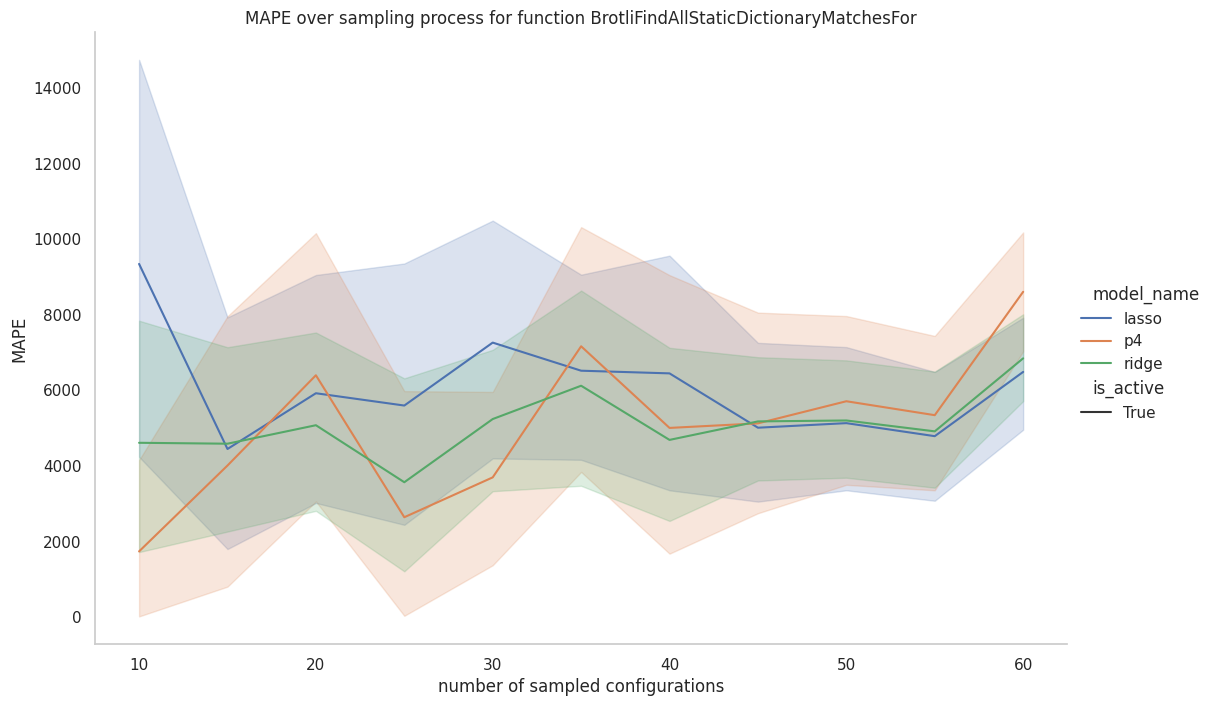 MAPE over sampling process for function BrotliFindAllStaticDictionaryMatchesFor
14000
12000
10000
8000
6000
4000
2000
0
MAPE
10 20 30 40 50 60
number of sampled configurations
model_name
lasso
p4
ridge
is_active
True